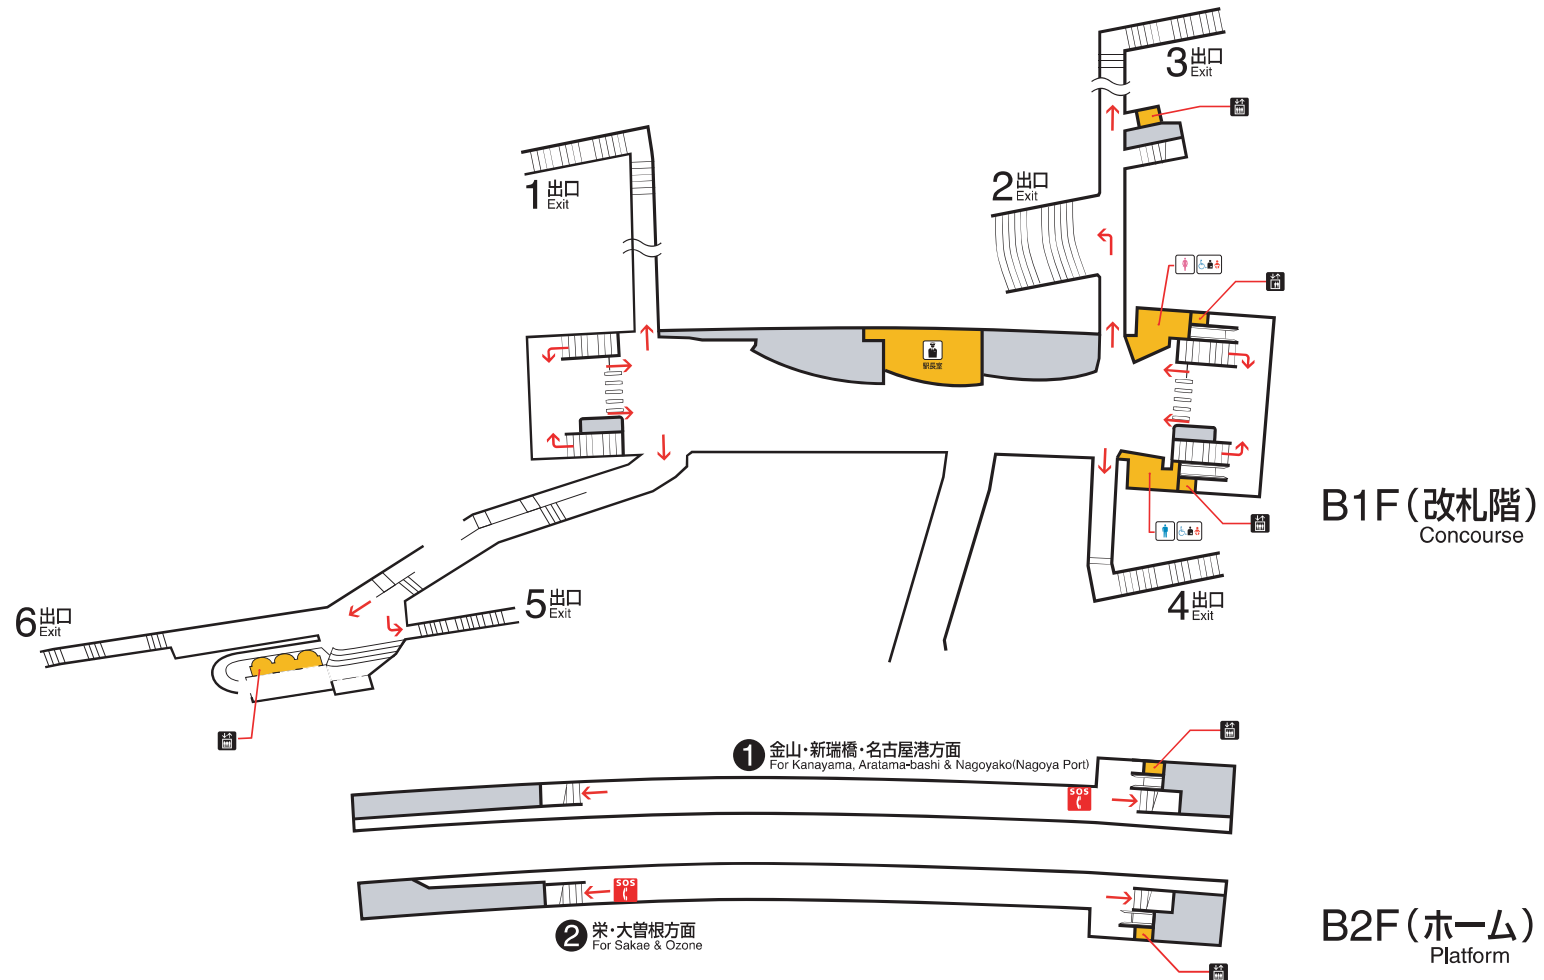 3 出口
Exit
1 出口
Exit
2 出口
Exit
駅長室
B1F(改札階)
Concourse
6 出口
Exit
5 出口
Exit
4 出口
Exit
1 金山・新瑞橋・名古屋港方面
For Kanayama, Aratama-bashi & Nagoyako(Nagoya Port)
SOS
SOS
2 栄・大曽根方面
For Sakae & Ozone
B2F(ホーム)
Platform